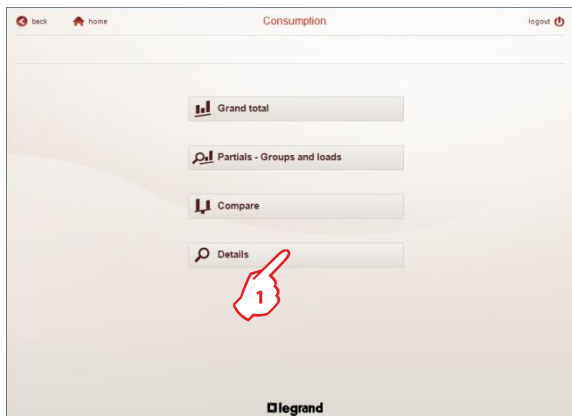 back home Consumption logout
Grand total
Partials - Groups and loads
Compare
Details
1
legrand